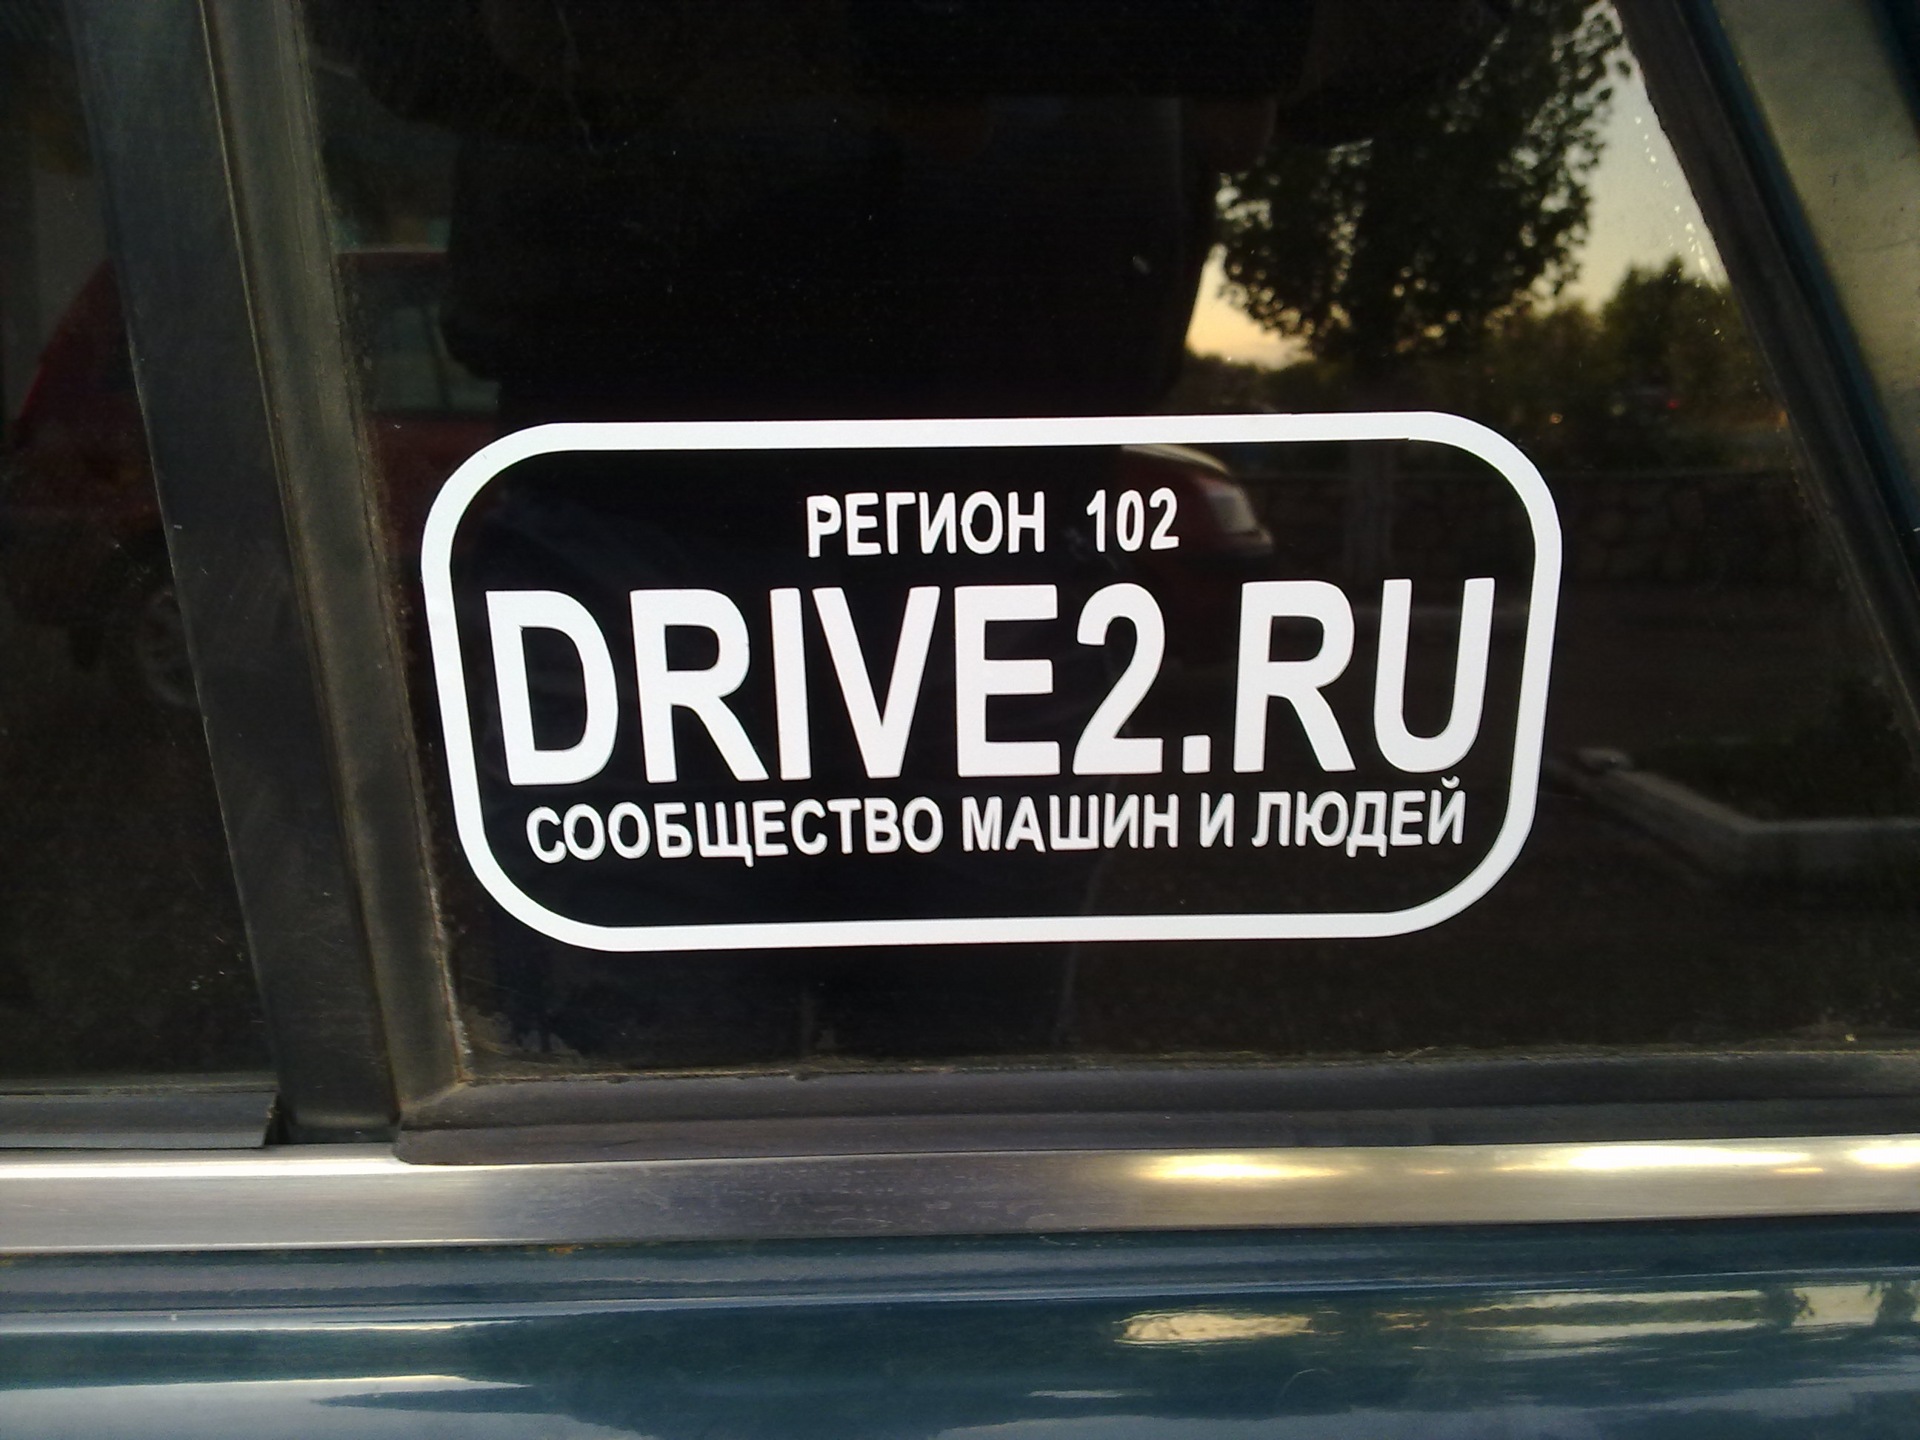 РЕГИОН 102
DRIVE2.RU
СООБЩЕСТВО МАШИН И ЛЮДЕЙ